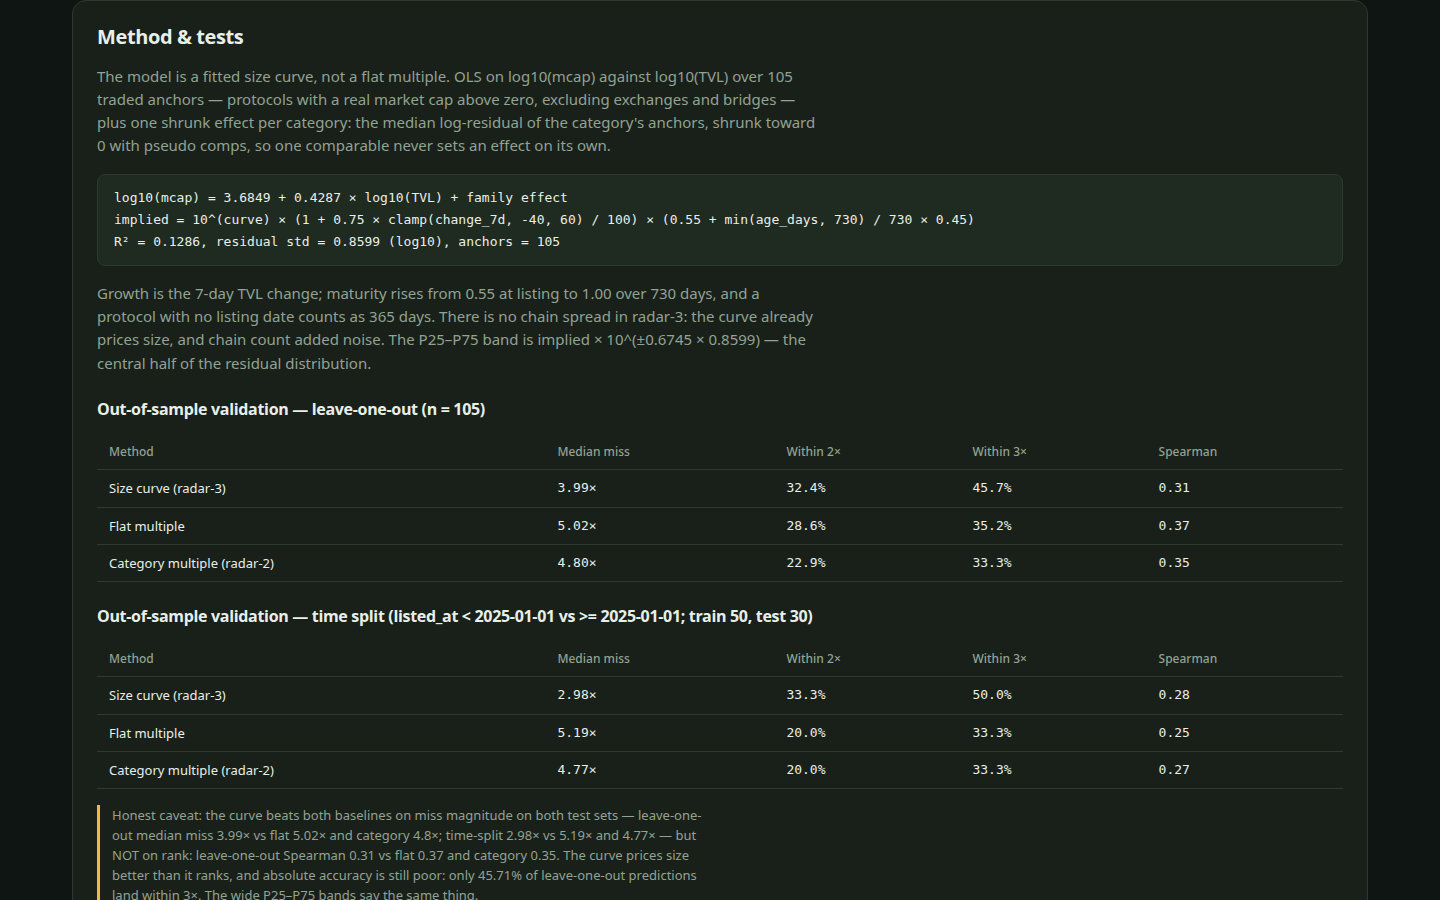 Method & tests
The model is a fitted size curve, not a flat multiple. OLS on log10(mcap) against log10(TVL) over 105
traded anchors — protocols with a real market cap above zero, excluding exchanges and bridges —
plus one shrunk effect per category: the median log-residual of the category's anchors, shrunk toward
0 with pseudo comps, so one comparable never sets an effect on its own.
log10(mcap) = 3.6849 + 0.4287 × log10(TVL) + family effect
implied = 10^(curve) × (1 + 0.75 × clamp(change_7d, -40, 60) / 100) × (0.55 + min(age_days, 730) / 730 × 0.45)
R² = 0.1286, residual std = 0.8599 (log10), anchors = 105
Growth is the 7-day TVL change; maturity rises from 0.55 at listing to 1.00 over 730 days, and a
protocol with no listing date counts as 365 days. There is no chain spread in radar-3: the curve already
prices size, and chain count added noise. The P25–P75 band is implied × 10^(±0.6745 × 0.8599) — the
central half of the residual distribution.
Out-of-sample validation — leave-one-out (n = 105)
Method Median miss Within 2× Within 3× Spearman
Size curve (radar-3) 3.99× 32.4% 45.7% 0.31
Flat multiple 5.02× 28.6% 35.2% 0.37
Category multiple (radar-2) 4.80× 22.9% 33.3% 0.35
Out-of-sample validation — time split (listed_at < 2025-01-01 vs >= 2025-01-01; train 50, test 30)
Method Median miss Within 2× Within 3× Spearman
Size curve (radar-3) 2.98× 33.3% 50.0% 0.28
Flat multiple 5.19× 20.0% 33.3% 0.25
Category multiple (radar-2) 4.77× 20.0% 33.3% 0.27
Honest caveat: the curve beats both baselines on miss magnitude on both test sets — leave-one-
out median miss 3.99× vs flat 5.02× and category 4.8×; time-split 2.98× vs 5.19× and 4.77× — but
NOT on rank: leave-one-out Spearman 0.31 vs flat 0.37 and category 0.35. The curve prices size
better than it ranks, and absolute accuracy is still poor: only 45.71% of leave-one-out predictions
land within 3×. The wide P25–P75 bands say the same thing.